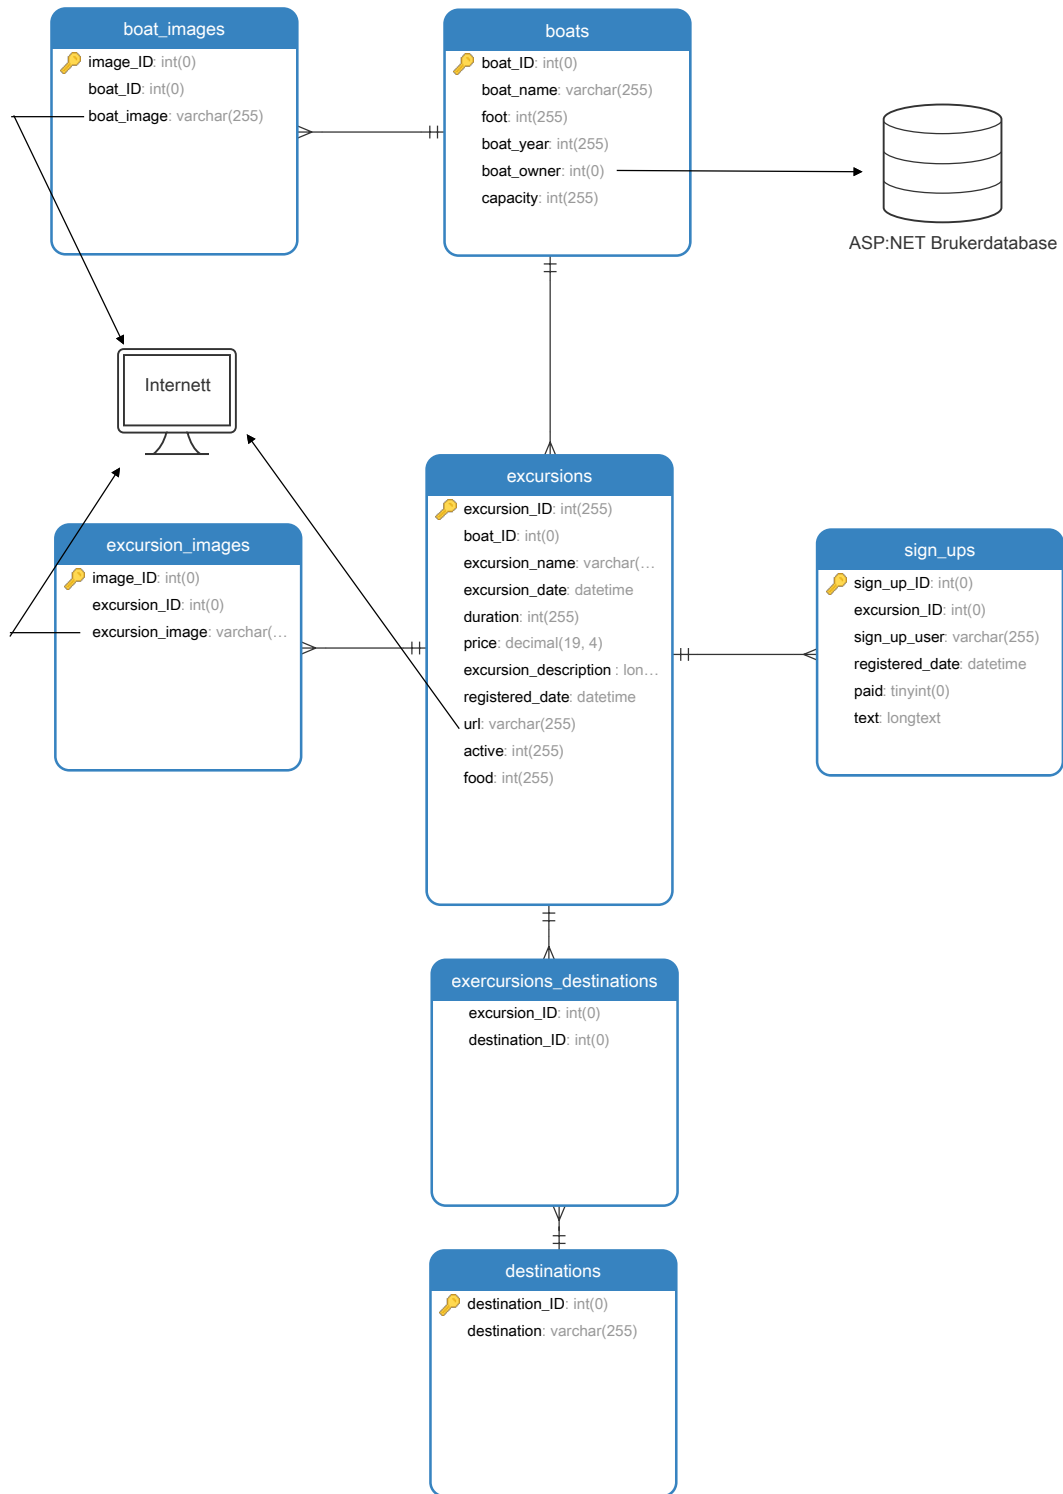 boat_images
image_ID: int(0)
boat_ID: int(0)
boat_image: varchar(255)
boats
boat_ID: int(0)
boat_name: varchar(255)
foot: int(255)
boat_year: int(255)
boat_owner: int(0)
capacity: int(255)
ASP:NET Brukerdatabase
Internett
excursions
excursion_ID: int(255)
boat_ID: int(0)
excursion_name: varchar(...
excursion_date: datetime
duration: int(255)
price: decimal(19, 4)
excursion_description : lon...
registered_date: datetime
url: varchar(255)
active: int(255)
food: int(255)
excursion_images
image_ID: int(0)
excursion_ID: int(0)
excursion_image: varchar(...
sign_ups
sign_up_ID: int(0)
excursion_ID: int(0)
sign_up_user: varchar(255)
registered_date: datetime
paid: tinyint(0)
text: longtext
exercursions_destinations
excursion_ID: int(0)
destination_ID: int(0)
destinations
destination_ID: int(0)
destination: varchar(255)